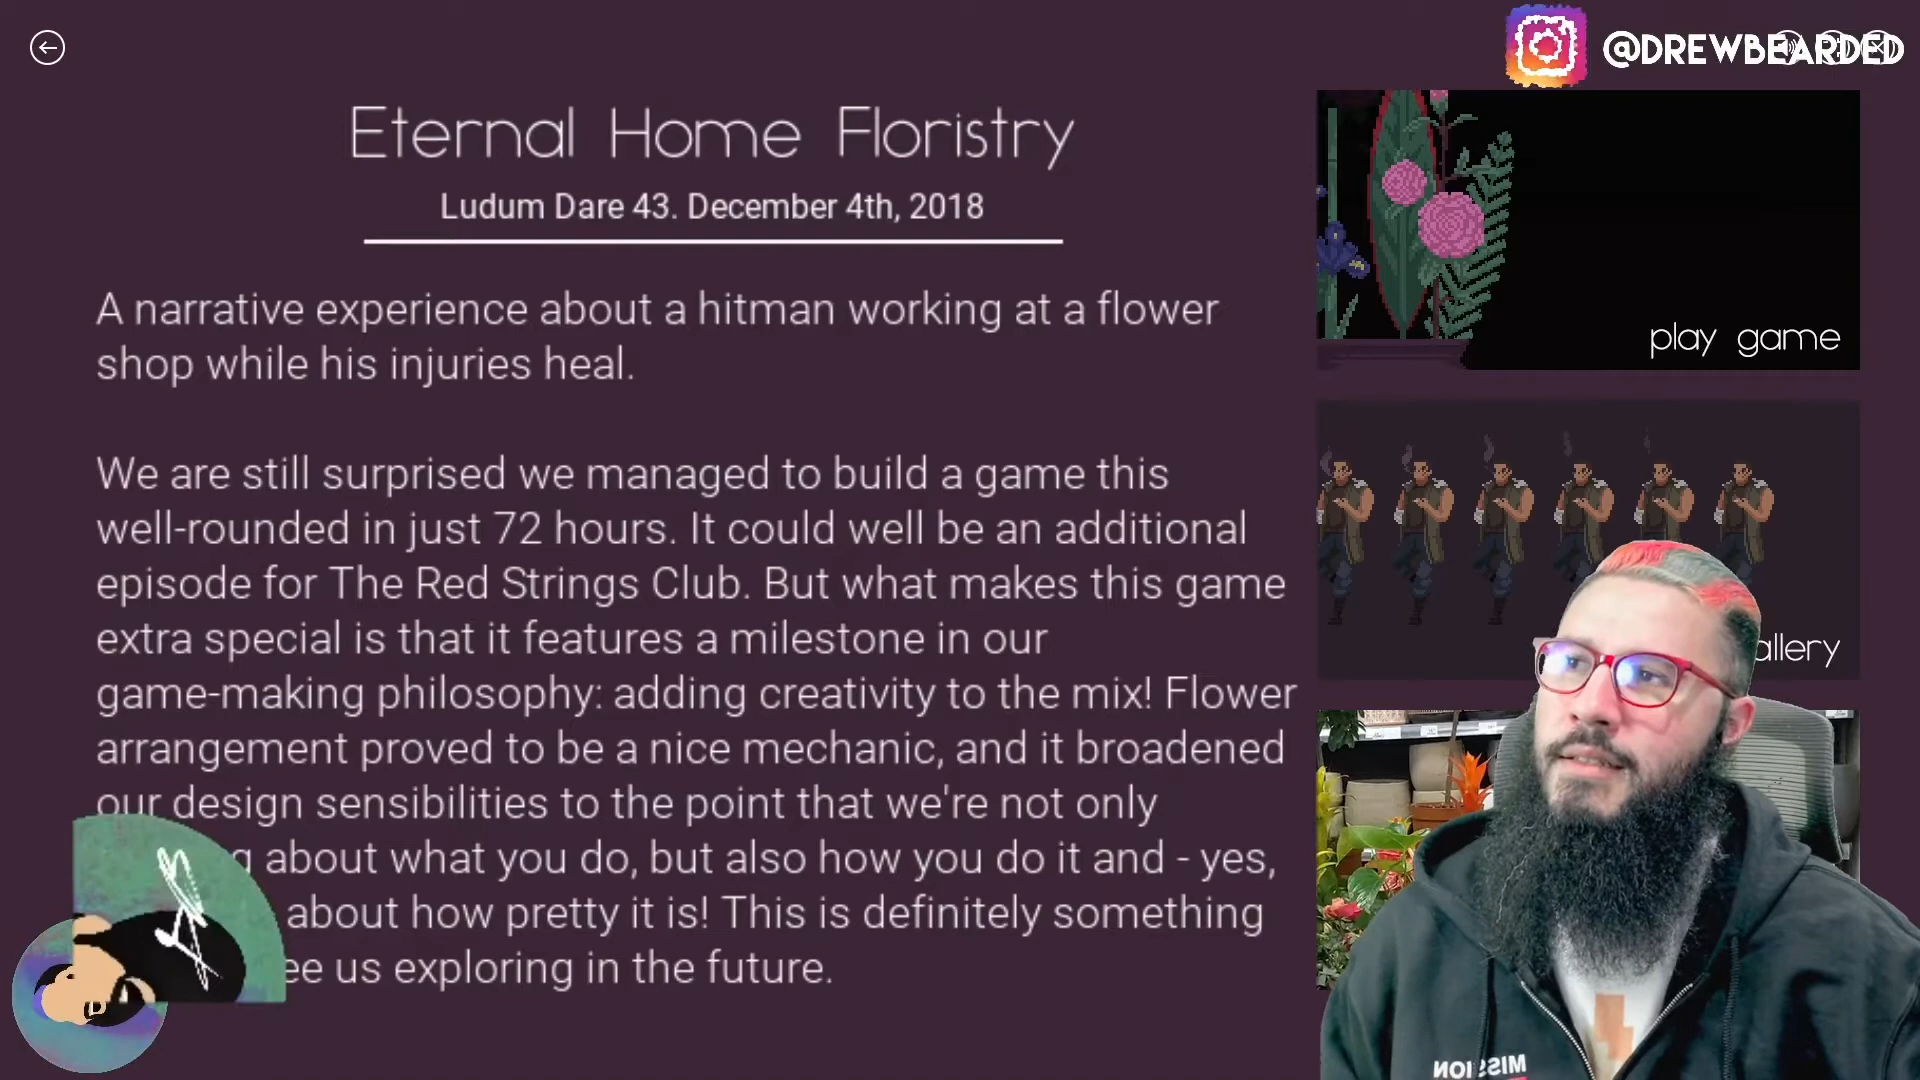 @DREWBEARDED
Eternal Home Floristry
Ludum Dare 43. December 4th, 2018
A narrative experience about a hitman working at a flower
shop while his injuries heal.
We are still surprised we managed to build a game this
well-rounded in just 72 hours. It could well be an additional
episode for The Red Strings Club. But what makes this game
extra special is that it features a milestone in our
game-making philosophy: adding creativity to the mix! Flower
arrangement proved to be a nice mechanic, and it broadened
our design sensibilities to the point that we're not only
about what you do, but also how you do it and - yes,
about how pretty it is! This is definitely something
us exploring in the future.
play game
allery
MISSION